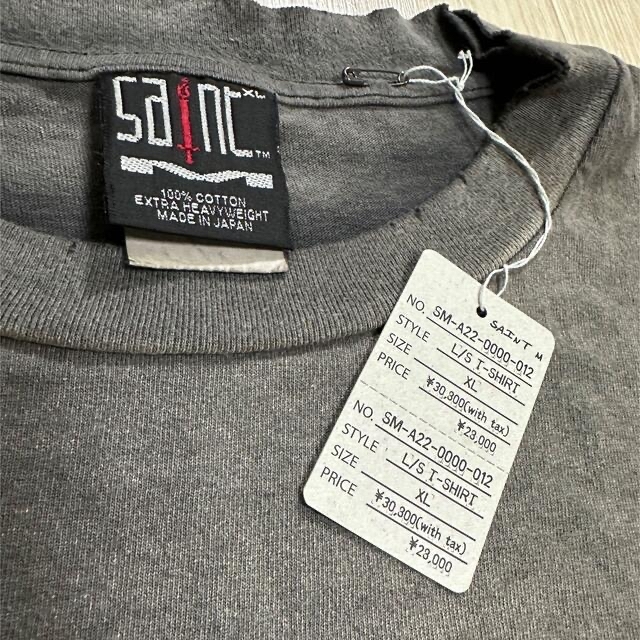 saint XL
TM
100% COTTON
EXTRA HEAVYWEIGHT
MADE IN JAPAN
SAINT M
NO. SM-A22-0000-012
STYLE L/S T-SHIRT
SIZE XL
PRICE ¥30,300(with tax)
¥23,000
NO. SM-A22-0000-012
STYLE L/S T-SHIRT
SIZE XL
PRICE ¥30,300(with tax)
¥23,000